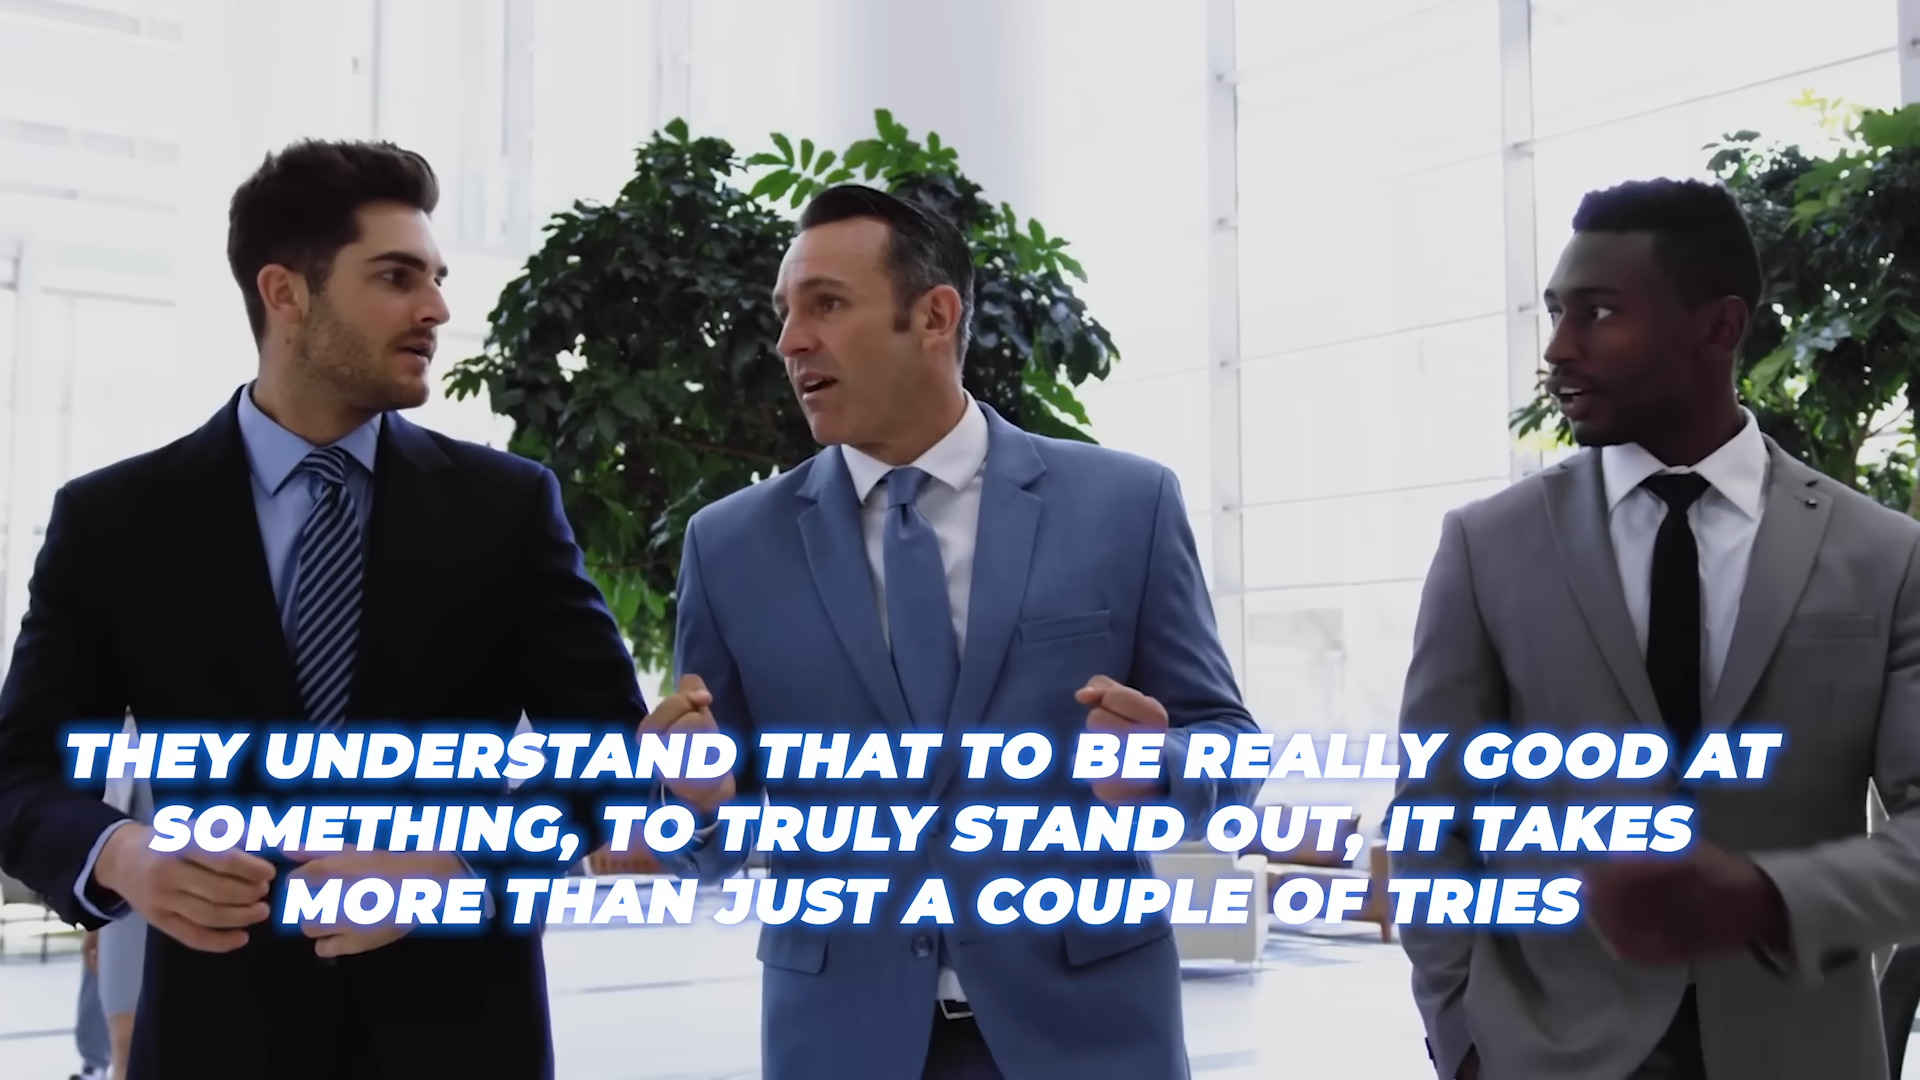 THEY UNDERSTAND THAT TO BE REALLY GOOD AT
SOMETHING, TO TRULY STAND OUT, IT TAKES
MORE THAN JUST A COUPLE OF TRIES